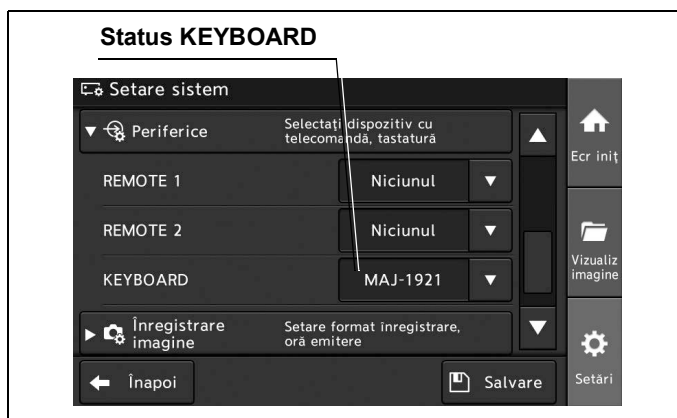 Status KEYBOARD
Setare sistem
Periferice
Selectați dispozitiv cu
telecomandă, tastatură
Ecr iniț
REMOTE 1
Niciunul
REMOTE 2
Niciunul
Vizualiz
imagine
KEYBOARD
MAJ-1921
Înregistrare
imagine
Setare format înregistrare,
oră emitere
Înapoi
Salvare
Setări